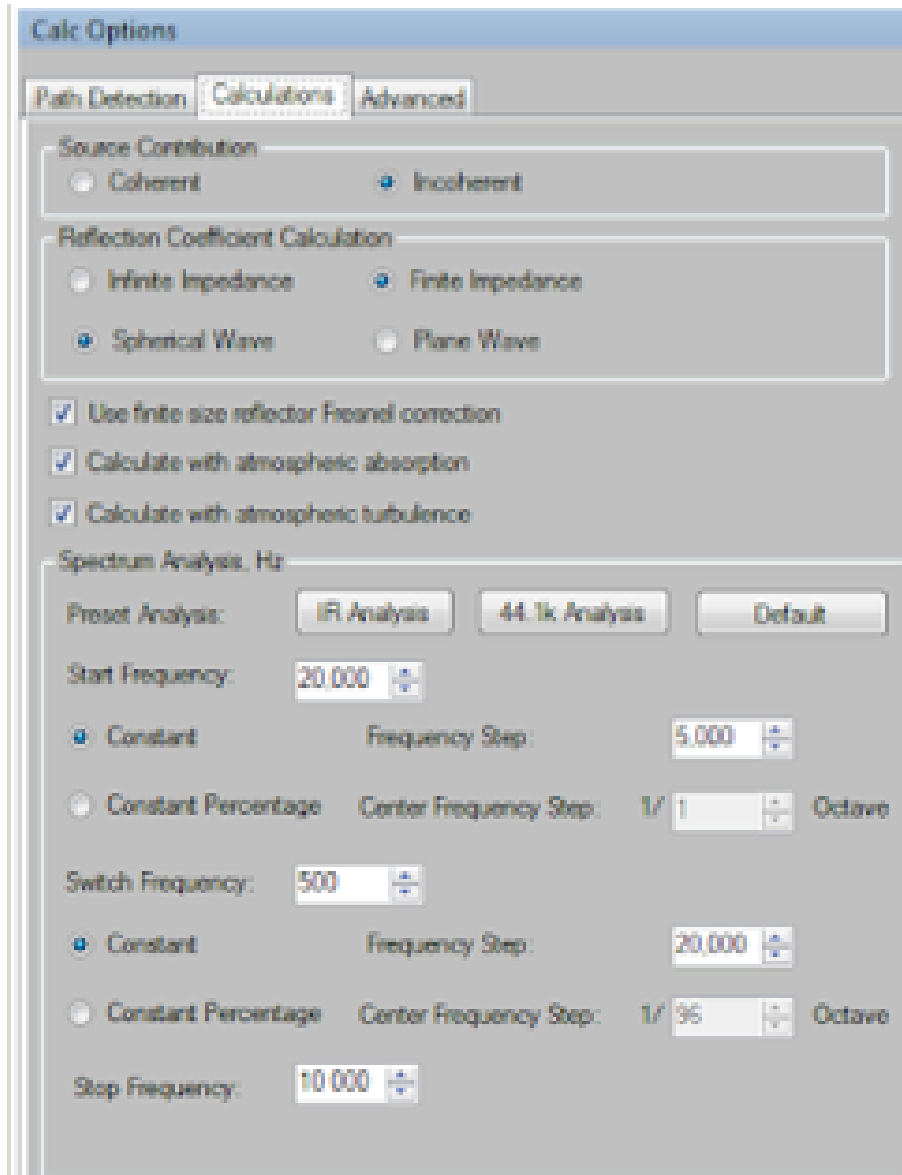 Calc Options
Path Detection Calculations Advanced
Source Contribution
Coherent Incoherent
Reflection Coefficient Calculation
Infinite Impedance Finite Impedance
Spherical Wave Plane Wave
Use finite size reflector Fresnel correction
Calculate with atmospheric absorption
Calculate with atmospheric turbulence
Spectrum Analysis, Hz
Preset Analysis: IR Analysis 44.1k Analysis Default
Start Frequency: 20,000
Constant Frequency Step: 5,000
Constant Percentage Center Frequency Step: 1/ 1 Octave
Switch Frequency: 500
Constant Frequency Step: 20,000
Constant Percentage Center Frequency Step: 1/ 96 Octave
Stop Frequency: 10 000